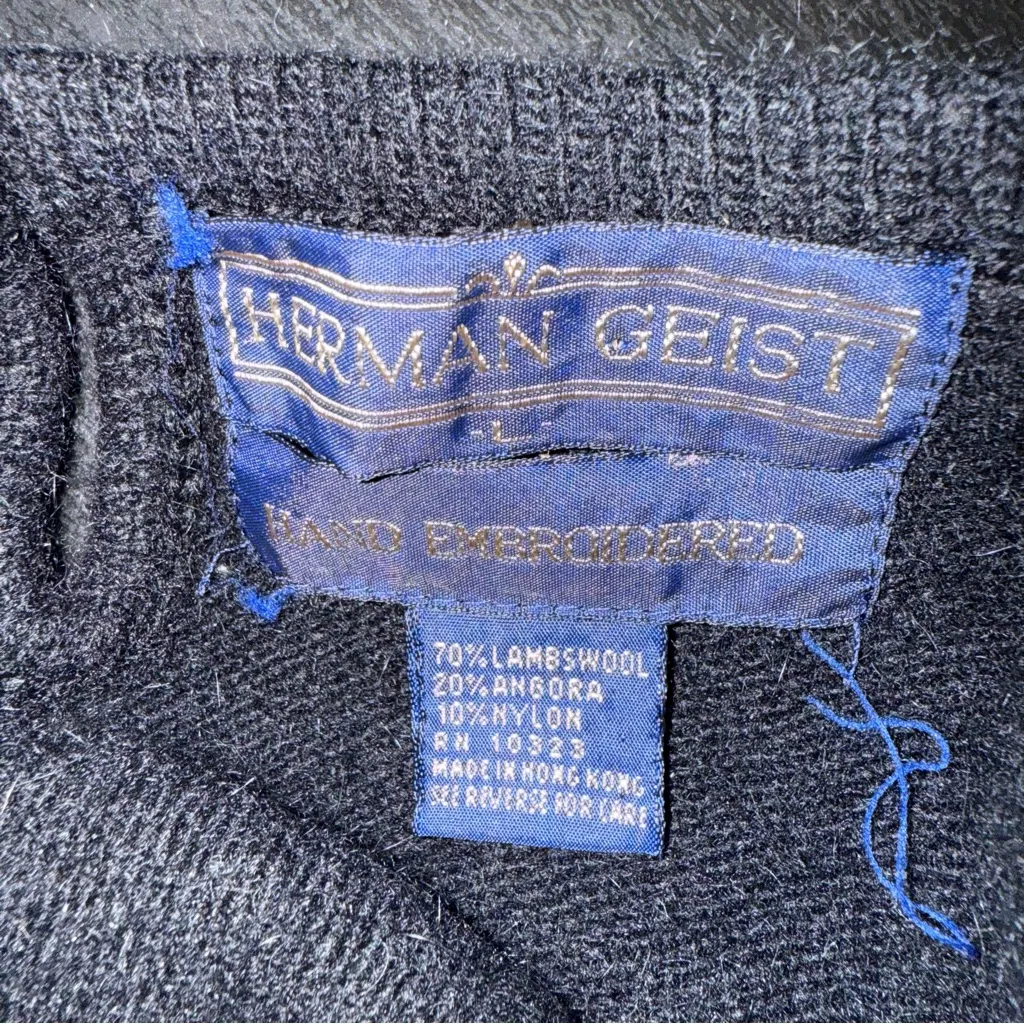 HERMAN GEIST
-L-
HAND EMBROIDERED
70% LAMBSWOOL
20% ANGORA
10% NYLON
RN 10323
MADE IN HONG KONG
SEE REVERSE FOR CARE